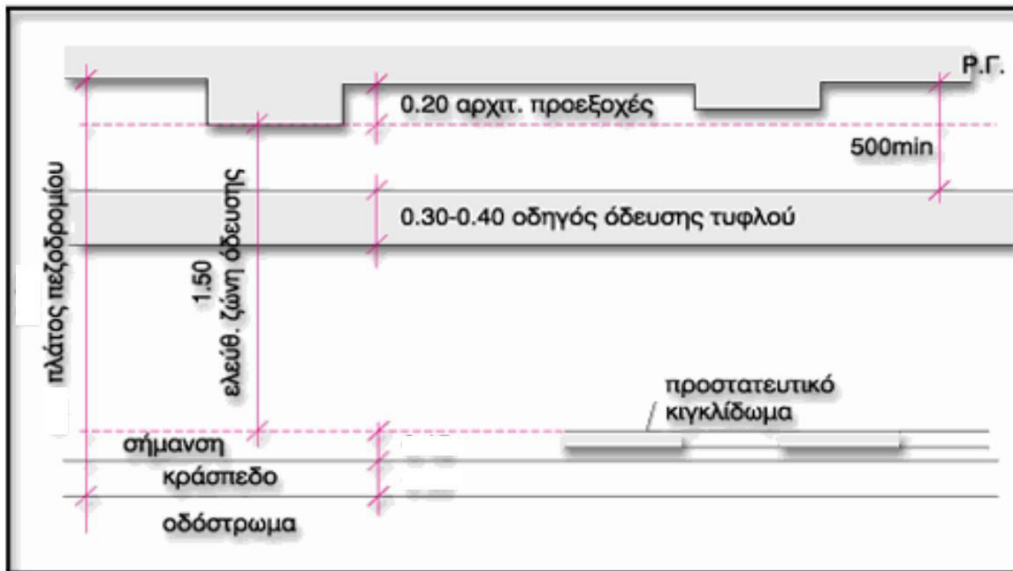 Ρ.Γ.
0.20 αρχιτ. προεξοχές
500min
0.30-0.40 οδηγός όδευσης τυφλού
πλάτος πεζοδρομίου
1.50
ελεύθ. ζώνη όδευσης
προστατευτικό
κιγκλίδωμα
σήμανση
κράσπεδο
οδόστρωμα